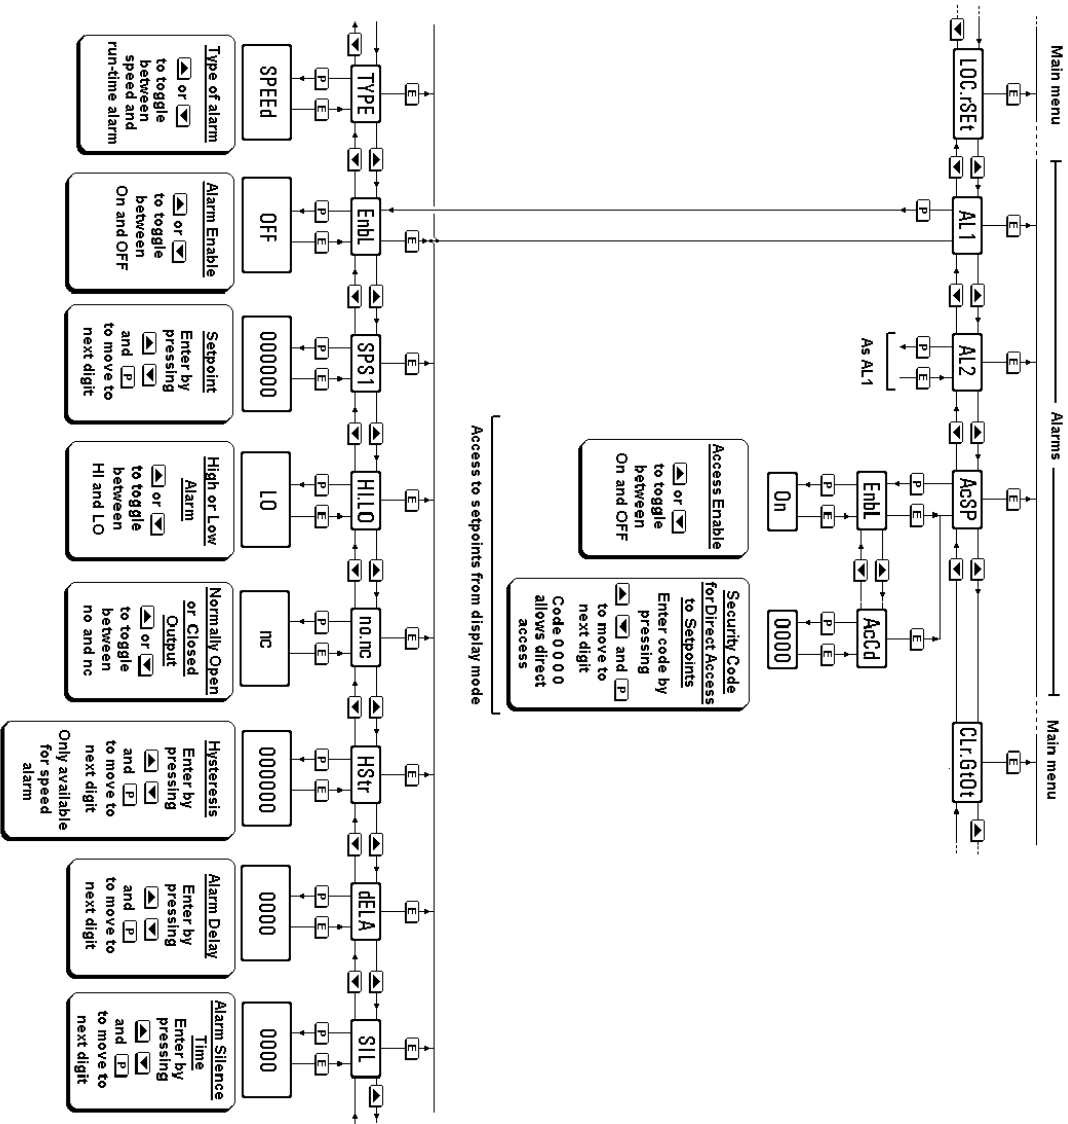 Main menu
Alarms
Main menu
LOC.rSEt
AL1
AL2
AcSP
CLr.GtOt
E
E
E
E
E
P
P
E
P
E
As AL1
EnbL
AcCd
E
P
E
P
E
On
0000
Access Enable
or
to toggle
between
On and OFF
Security Code
for Direct Access
to Setpoints
Enter code by
pressing
and P
to move to
next digit
Code 0 0 0 0
allows direct
access
Access to setpoints from display mode
E
E
E
E
E
E
E
E
TYPE
EnbL
SPS1
HI.LO
no.nc
HStr
dELA
SIL
P
E
P
E
P
E
P
E
P
E
P
E
P
E
P
E
SPEEd
OFF
000000
LO
nc
000000
0000
0000
Type of alarm
or
to toggle
between
speed and
run-time alarm
Alarm Enable
or
to toggle
between
On and OFF
Setpoint
Enter by
pressing
and P
to move to
next digit
High or Low
Alarm
or
to toggle
between
HI and LO
Normally Open
or Closed
Output
or
to toggle
between
no and nc
Hysteresis
Enter by
pressing
and P
to move to
next digit
Only available
for speed
alarm
Alarm Delay
Enter by
pressing
and P
to move to
next digit
Alarm Silence
Time
Enter by
pressing
and P
to move to
next digit